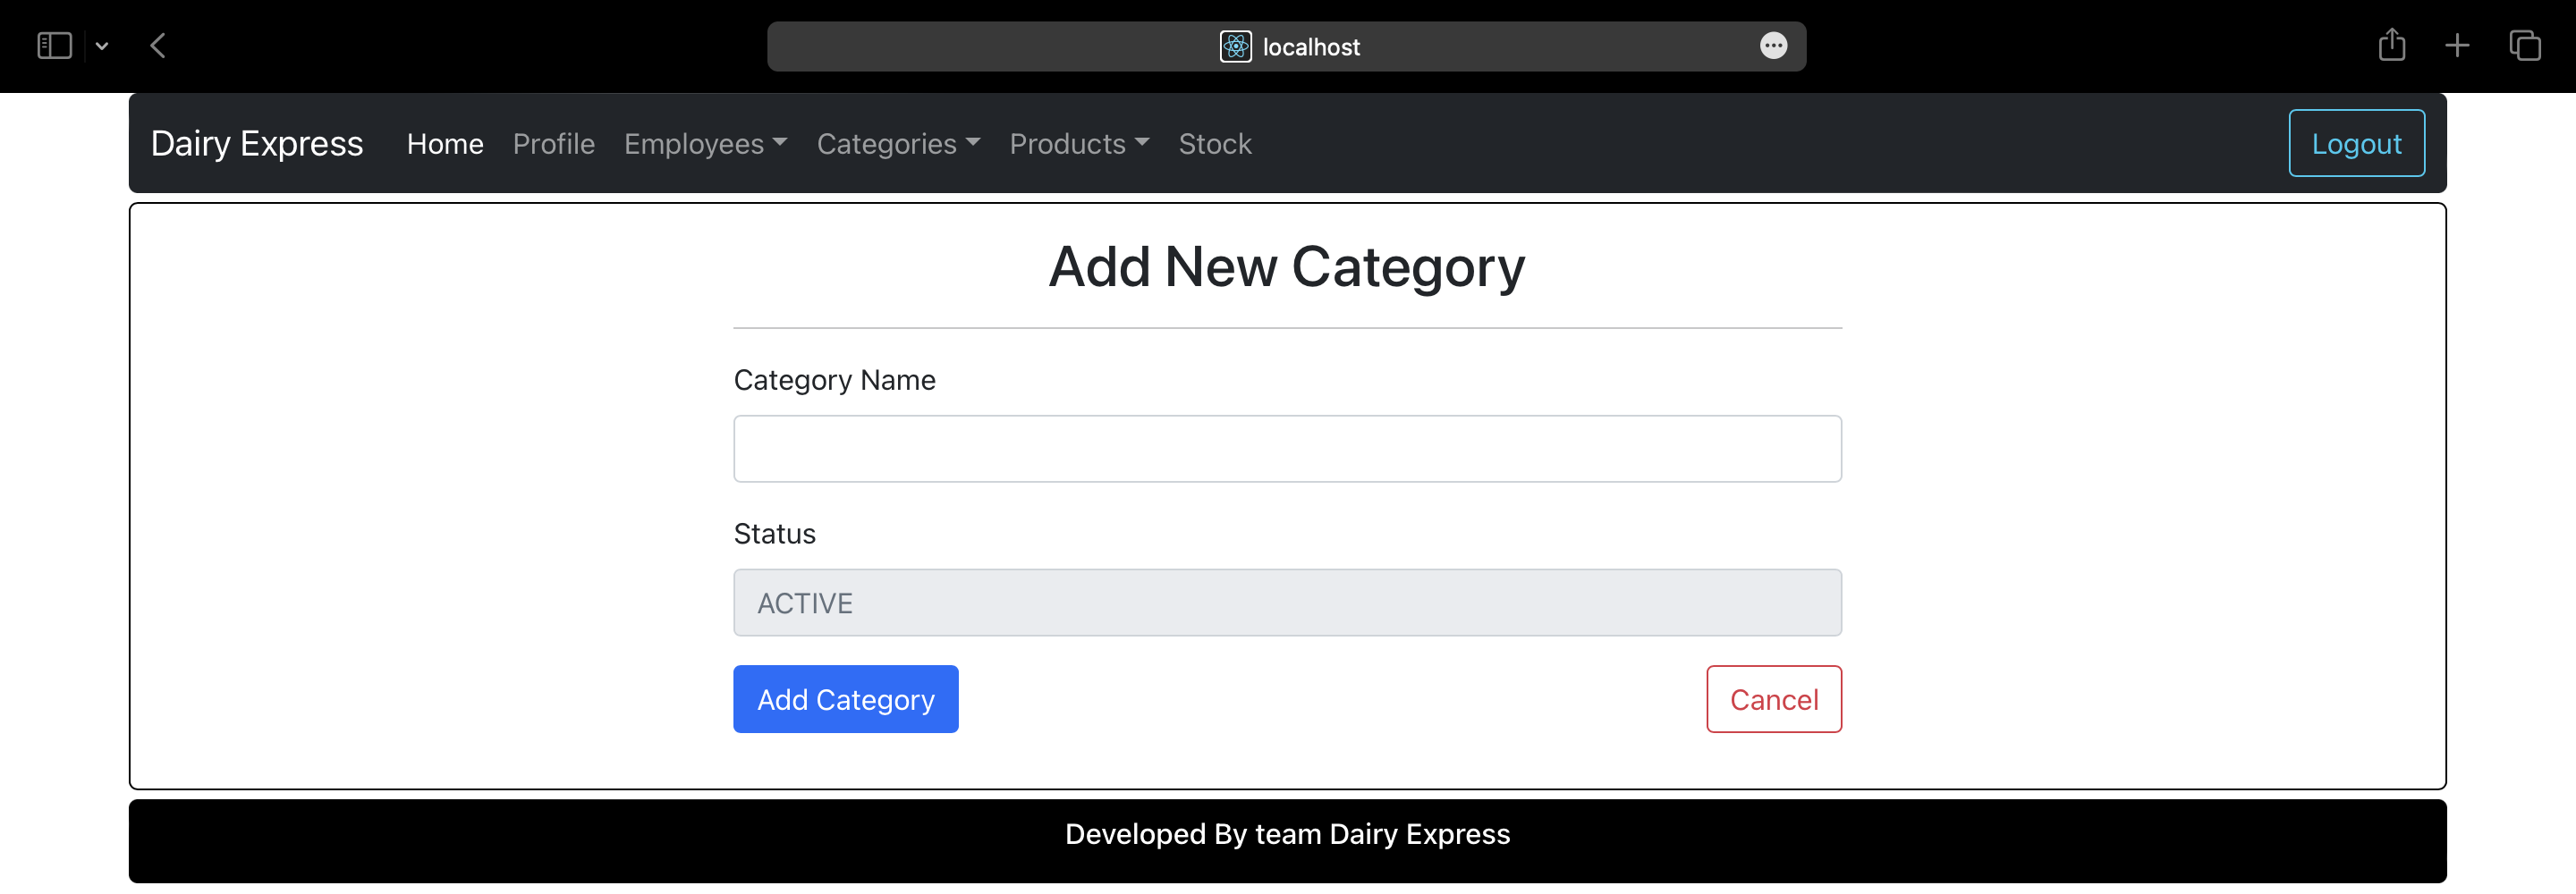 localhost
Dairy Express Home Profile Employees Categories Products Stock Logout
Add New Category
Category Name
Status
ACTIVE
Add Category Cancel
Developed By team Dairy Express